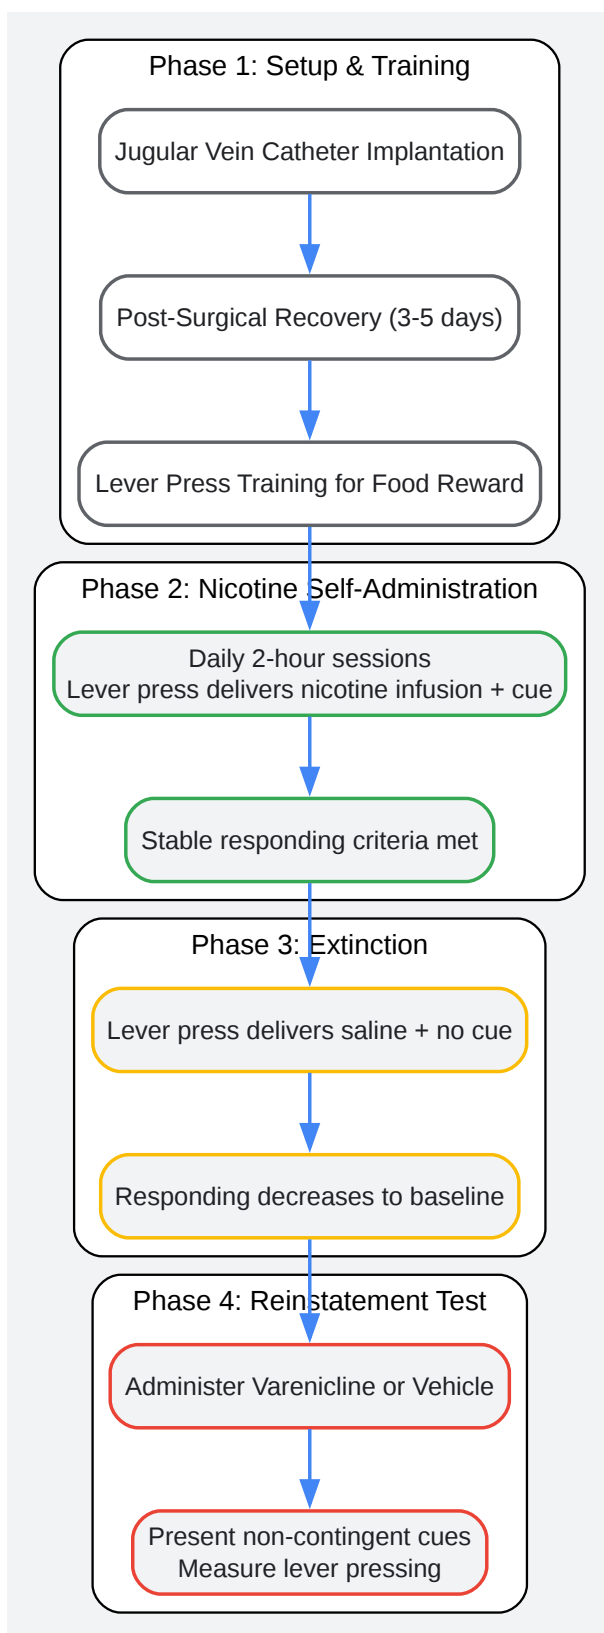 Phase 1: Setup & Training
Jugular Vein Catheter Implantation
Post-Surgical Recovery (3-5 days)
Lever Press Training for Food Reward
Phase 2: Nicotine Self-Administration
Daily 2-hour sessions
Lever press delivers nicotine infusion + cue
Stable responding criteria met
Phase 3: Extinction
Lever press delivers saline + no cue
Responding decreases to baseline
Phase 4: Reinstatement Test
Administer Varenicline or Vehicle
Present non-contingent cues
Measure lever pressing